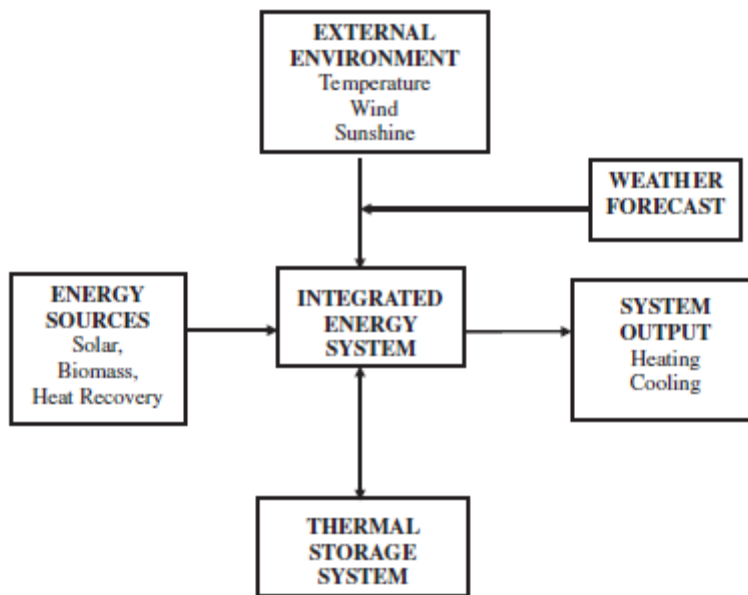 EXTERNAL
ENVIRONMENT
Temperature
Wind
Sunshine
WEATHER
FORECAST
ENERGY
SOURCES
Solar,
Biomass,
Heat Recovery
INTEGRATED
ENERGY
SYSTEM
SYSTEM
OUTPUT
Heating
Cooling
THERMAL
STORAGE
SYSTEM